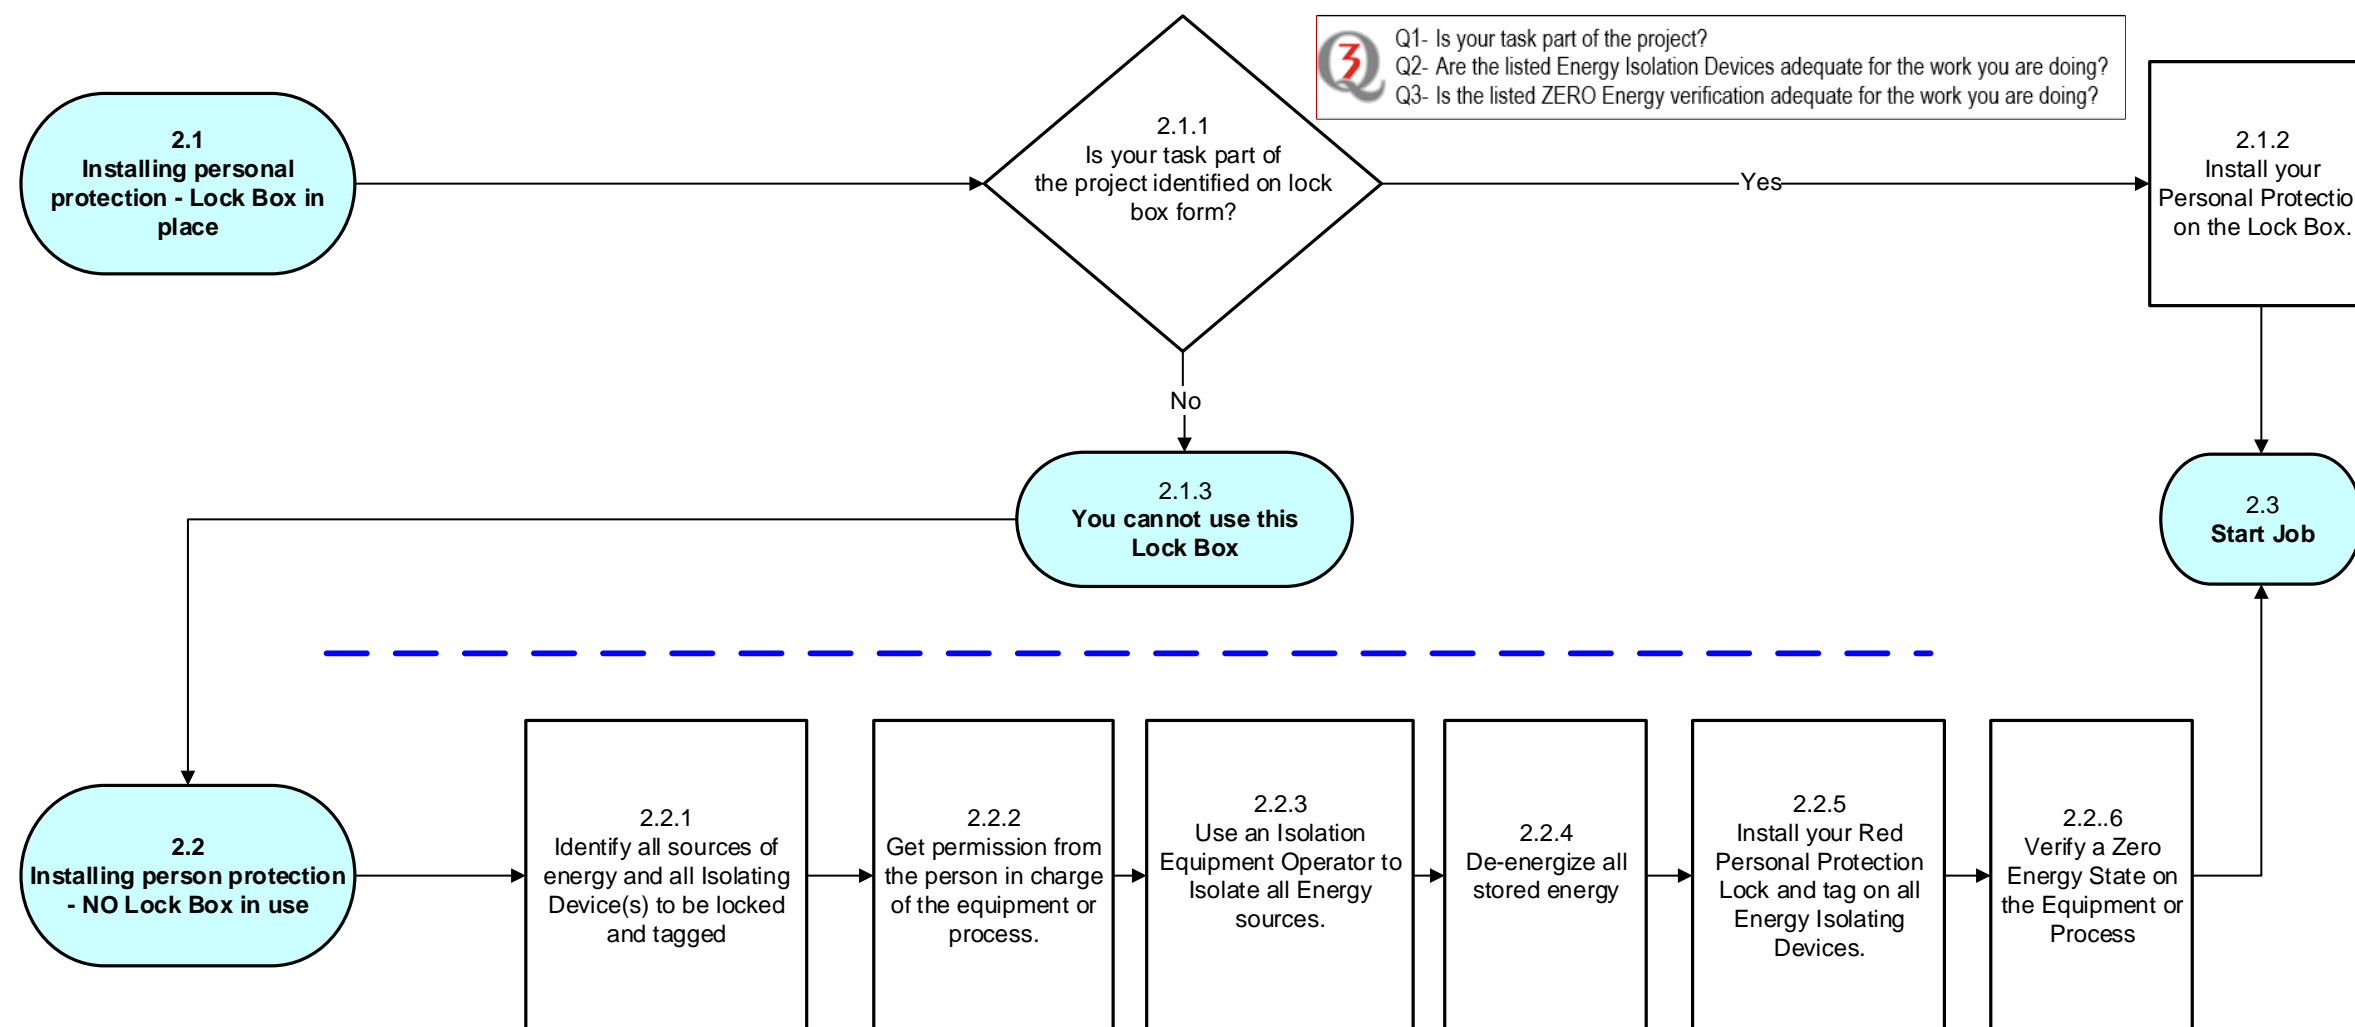 3
Q
Q1- Is your task part of the project?
Q2- Are the listed Energy Isolation Devices adequate for the work you are doing?
Q3- Is the listed ZERO Energy verification adequate for the work you are doing?
2.1
Installing personal
protection - Lock Box in
place
2.1.1
Is your task part of
the project identified on lock
box form?
Yes
2.1.2
Install your
Personal Protectio
on the Lock Box.
No
2.1.3
You cannot use this
Lock Box
2.3
Start Job
2.2
Installing person protection
- NO Lock Box in use
2.2.1
Identify all sources of
energy and all Isolating
Device(s) to be locked
and tagged
2.2.2
Get permission from
the person in charge
of the equipment or
process.
2.2.3
Use an Isolation
Equipment Operator to
Isolate all Energy
sources.
2.2.4
De-energize all
stored energy
2.2.5
Install your Red
Personal Protection
Lock and tag on all
Energy Isolating
Devices.
2.2..6
Verify a Zero
Energy State on
the Equipment or
Process